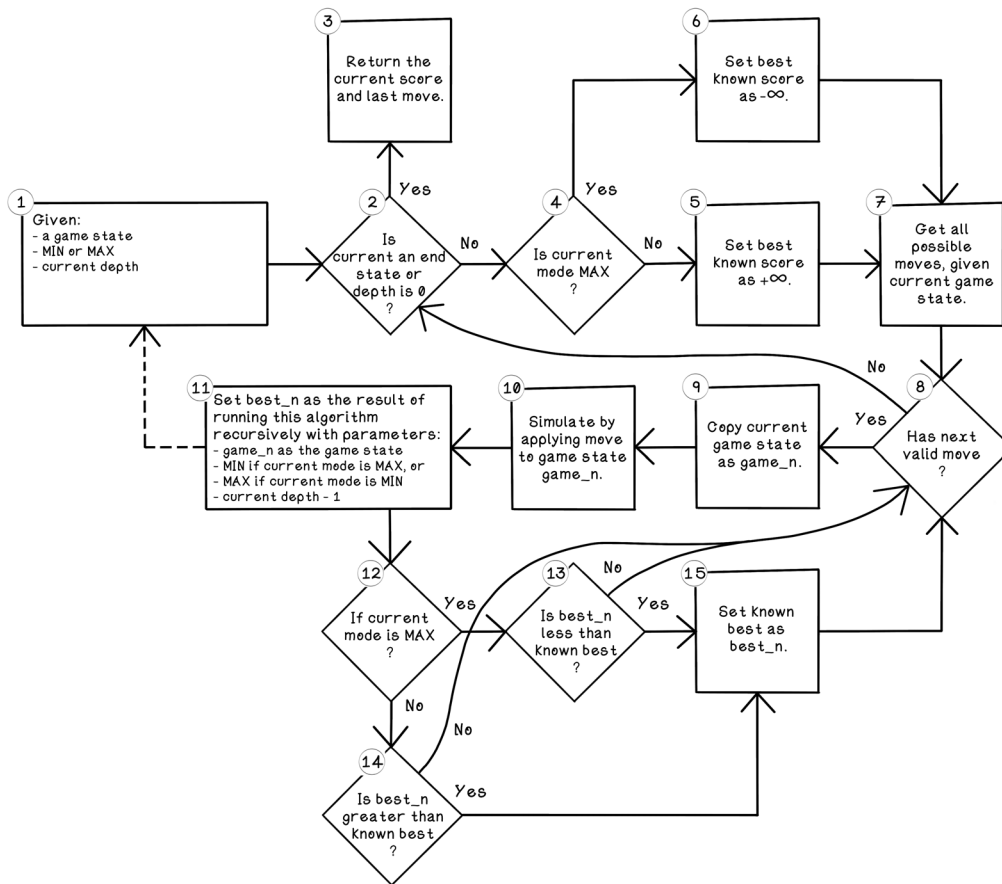 3
Return the
current score
and last move.
6
Set best
known score
as -∞.
Yes
Yes
1
Given:
- a game state
- MIN or MAX
- current depth
2
Is
current an end
state or
depth is 0
?
No
4
Is current
mode MAX
?
No
5
Set best
known score
as +∞.
7
Get all
possible
moves, given
current game
state.
No
11
Set best_n as the result of
running this algorithm
recursively with parameters:
- game_n as the game state
- MIN if current mode is MAX, or
- MAX if current mode is MIN
- current depth - 1
10
Simulate by
applying move
to game state
game_n.
9
Copy current
game state
as game_n.
Yes
8
Has next
valid move
?
12
If current
mode is MAX
?
Yes
13
Is best_n
less than
known best
?
No
Yes
15
Set known
best as
best_n.
No
No
14
Is best_n
greater than
known best
?
Yes